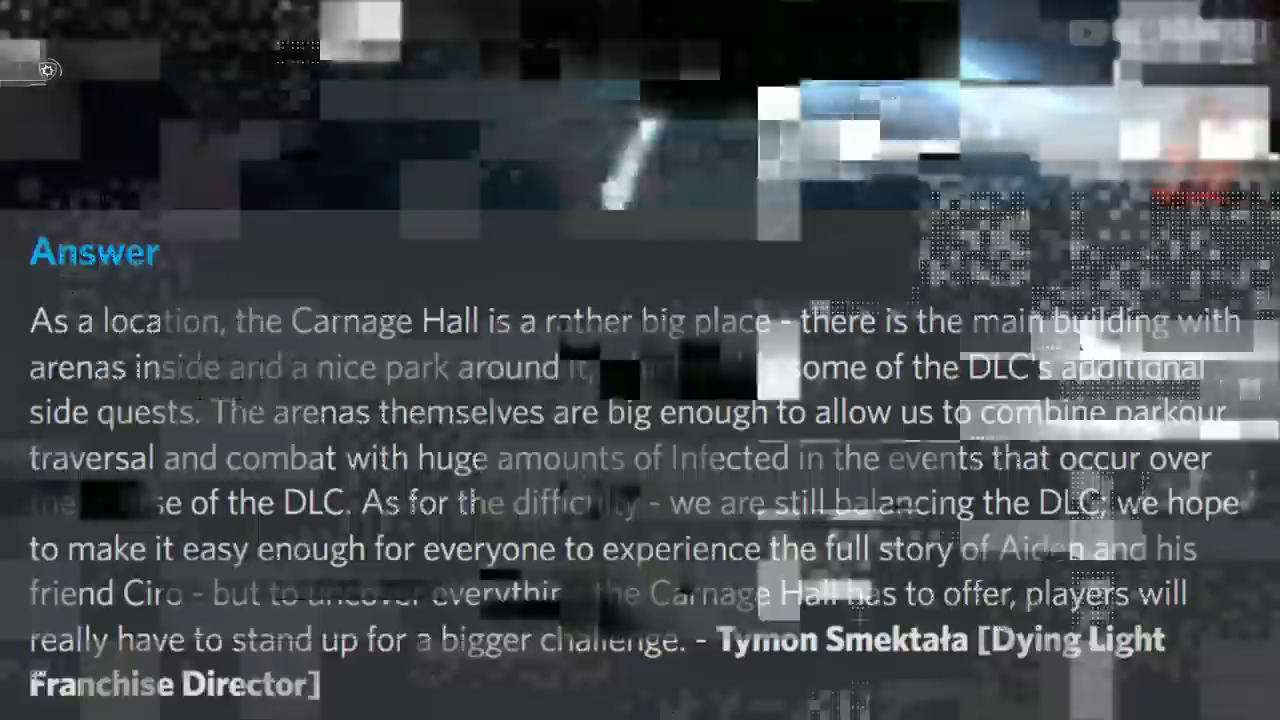 Answer
As a location, the Carnage Hall is a rather big place - there is the main building with
arenas inside and a nice park around it, some of the DLC's additional
side quests. The arenas themselves are big enough to allow us to combine parkour
traversal and combat with huge amounts of Infected in the events that occur over
the se of the DLC. As for the difficulty - we are still balancing the DLC; we hope
to make it easy enough for everyone to experience the full story of Aiden and his
friend Ciro - but to uncover everything the Carnage Hall has to offer, players will
really have to stand up for a bigger challenge. - Tymon Smektała [Dying Light
Franchise Director]